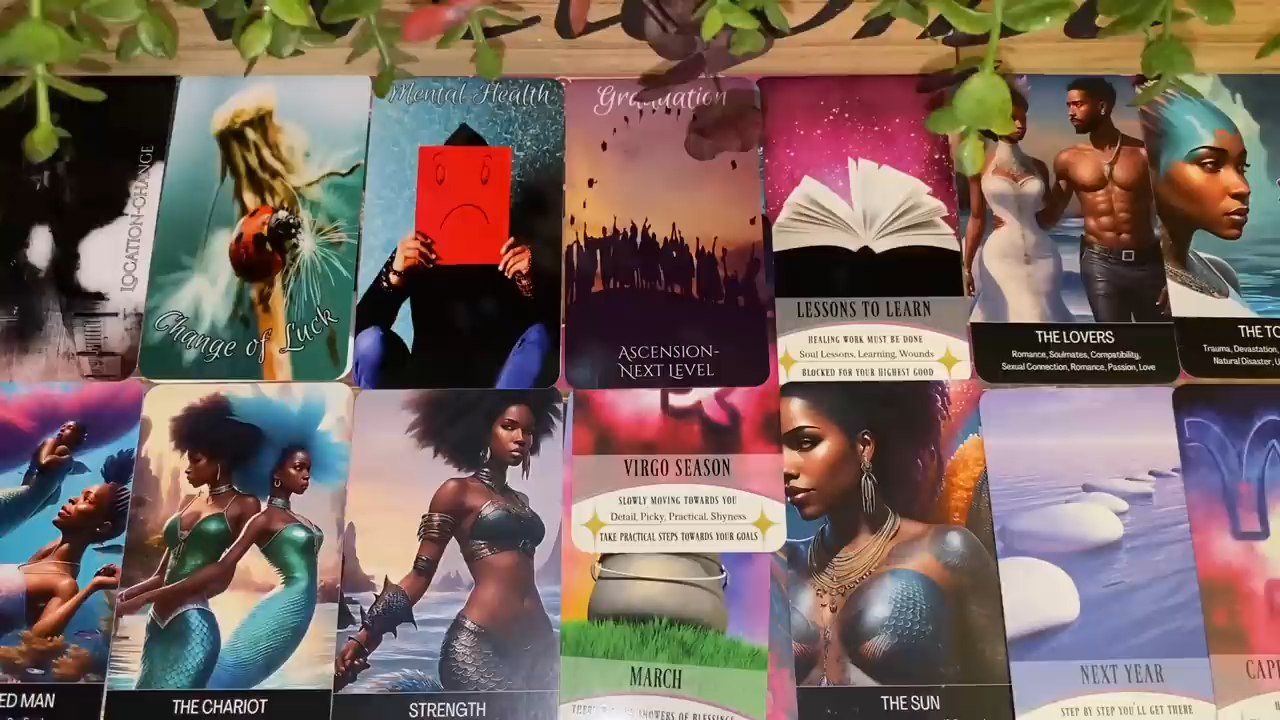 LOCATION-CHANGE
Change of Luck
Mental Health
Graduation
ASCENSION-
NEXT LEVEL
LESSONS TO LEARN
HEALING WORK MUST BE DONE
Soul Lessons, Learning, Wounds
BLOCKED FOR YOUR HIGHEST GOOD
THE LOVERS
Romance, Soulmates, Compatibility,
Sexual Connection, Romance, Passion, Love
THE TO
Trauma, Devastation,
Natural Disaster, U
ED MAN
THE CHARIOT
STRENGTH
VIRGO SEASON
SLOWLY MOVING TOWARDS YOU
Detail, Picky, Practical, Shyness
TAKE PRACTICAL STEPS TOWARDS YOUR GOALS
MARCH
SHOWERS OF BLESSINGS
THE SUN
NEXT YEAR
STEP BY STEP YOU'LL GET THERE
CAP